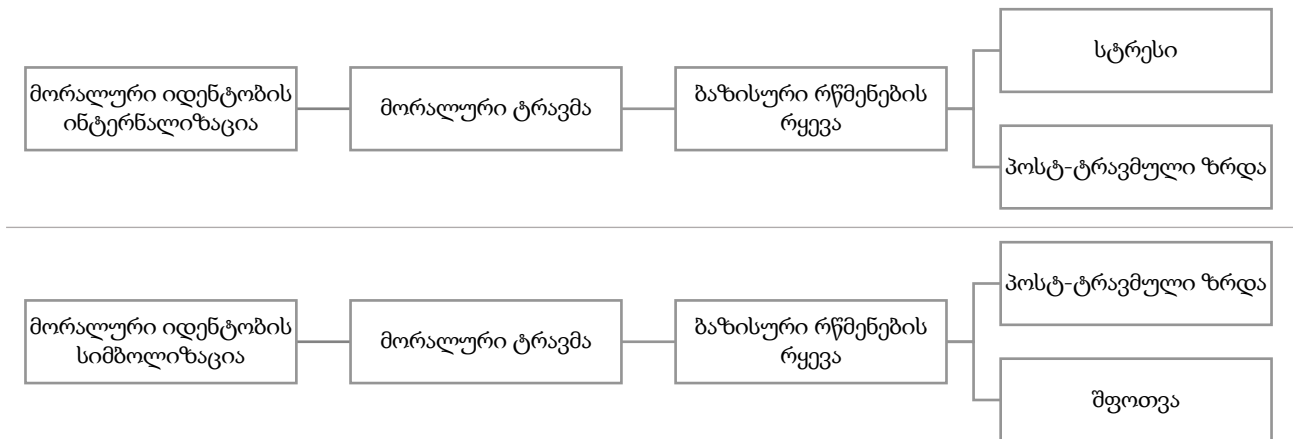 მორალური იდენტობის
ინტერნალიზაცია
მორალური ტრავმა
ბაზისური რწმენების
რყევა
სტრესი
პოსტ-ტრავმული ზრდა
მორალური იდენტობის
სიმბოლიზაცია
მორალური ტრავმა
ბაზისური რწმენების
რყევა
პოსტ-ტრავმული ზრდა
შფოთვა